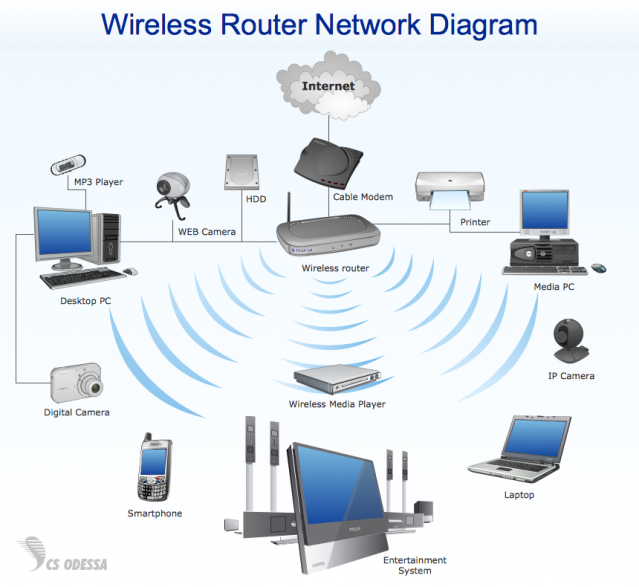 Wireless Router Network Diagram
Internet
MP3 Player
HDD
Cable Modem
WEB Camera
Printer
Wireless router
Desktop PC
Media PC
IP Camera
Wireless Media Player
Digital Camera
Laptop
Smartphone
Entertainment
System
CS ODESSA